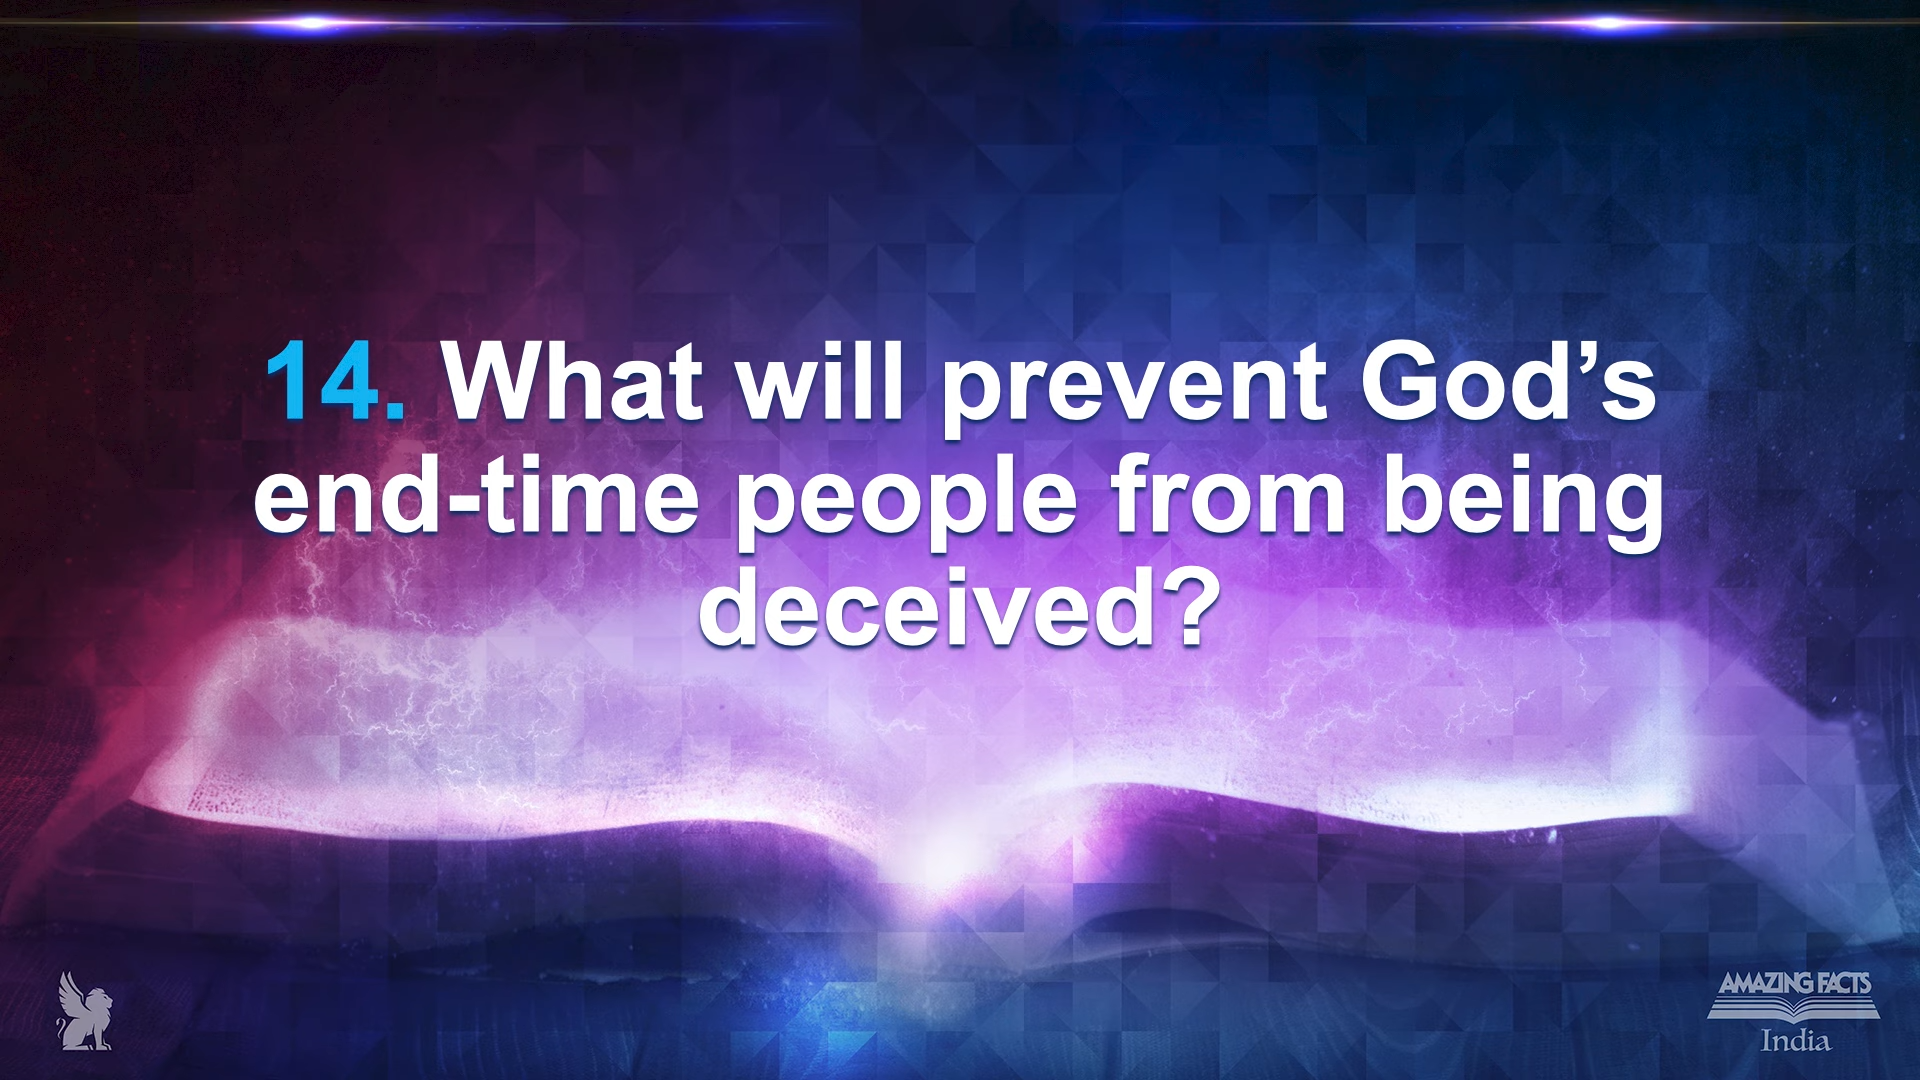 14. What will prevent God’s
end-time people from being
deceived?
AMAZING FACTS
India